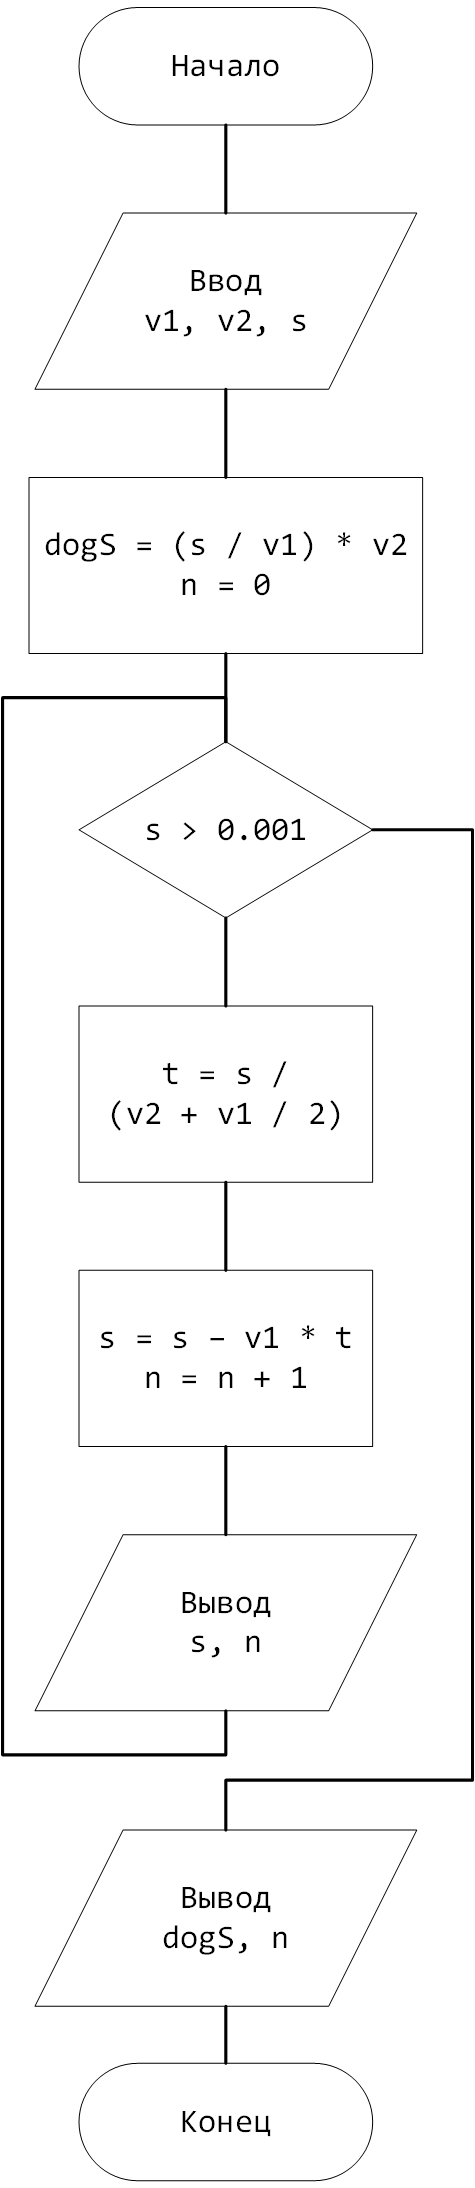 Начало
Ввод
v1, v2, s
dogS = (s / v1) * v2
n = 0
s > 0.001
t = s /
(v2 + v1 / 2)
s = s – v1 * t
n = n + 1
Вывод
s, n
Вывод
dogS, n
Конец